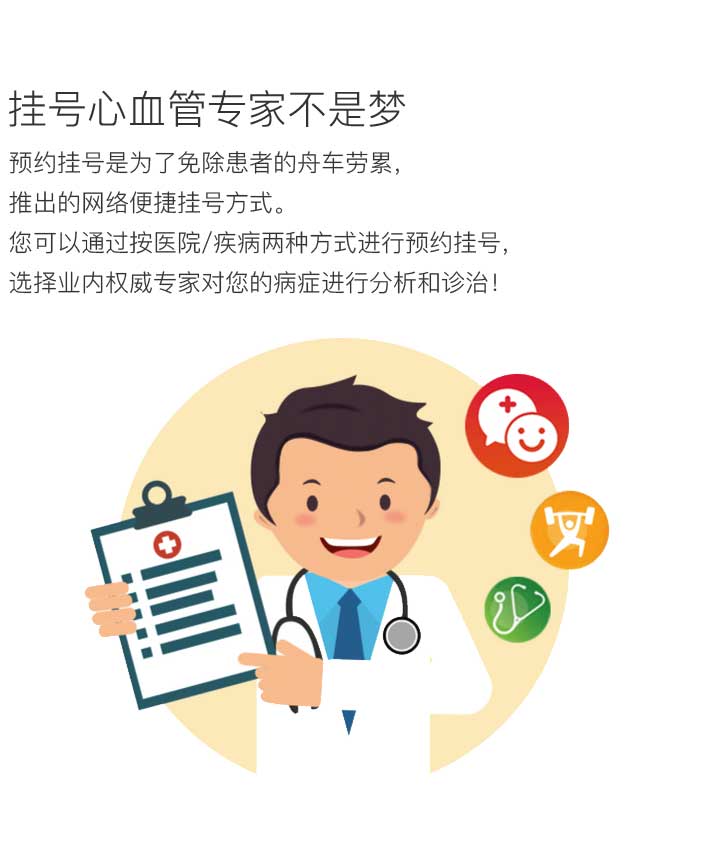 挂号心血管专家不是梦
预约挂号是为了免除患者的舟车劳累，
推出的网络便捷挂号方式。
您可以通过按医院/疾病两种方式进行预约挂号，
选择业内权威专家对您的病症进行分析和诊治！